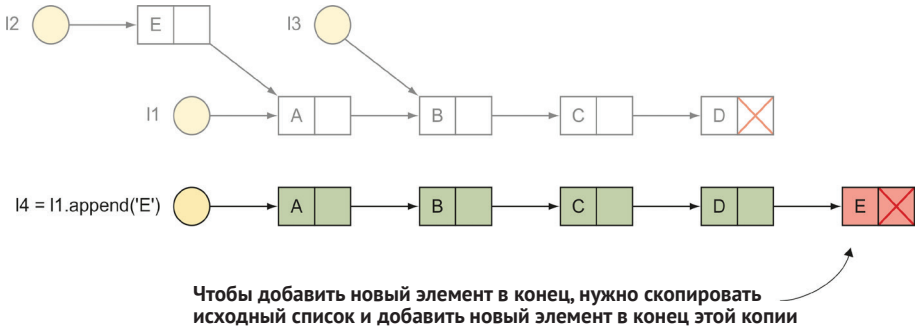 l2 E l3
l1 A B C D
l4 = l1.append('E') A B C D E
Чтобы добавить новый элемент в конец, нужно скопировать
исходный список и добавить новый элемент в конец этой копии